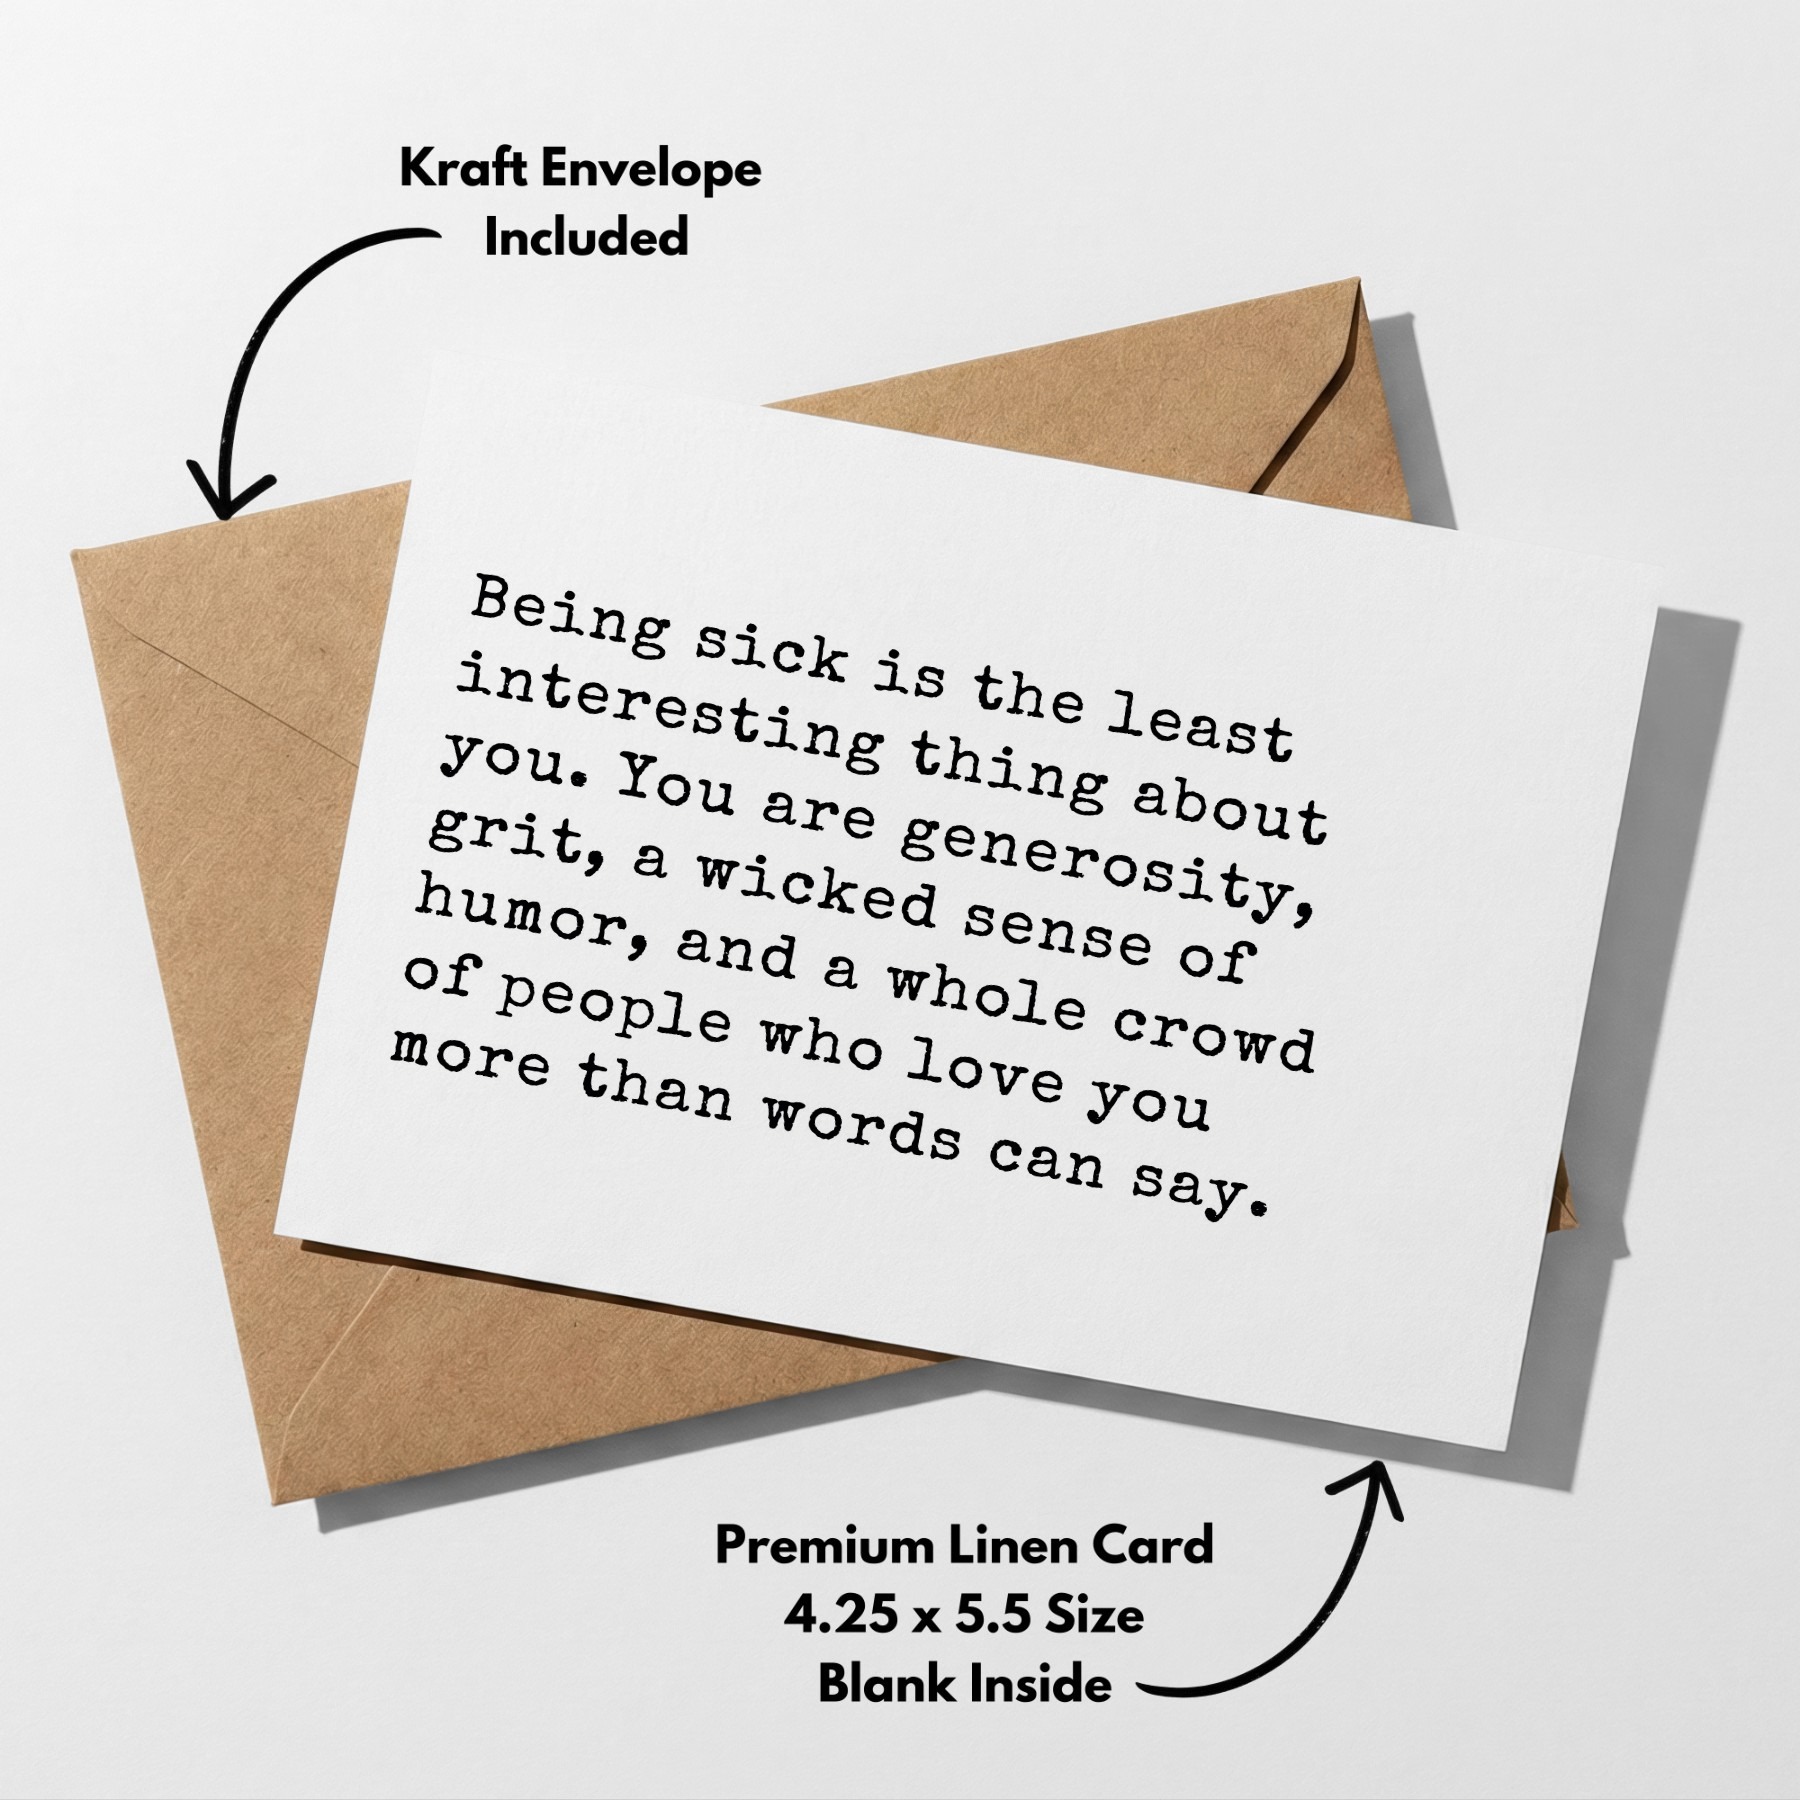 Kraft Envelope
Included
Being sick is the least
interesting thing about
you. You are generosity,
grit, a wicked sense of
humor, and a whole crowd
of people who love you
more than words can say.
Premium Linen Card
4.25 x 5.5 Size
Blank Inside